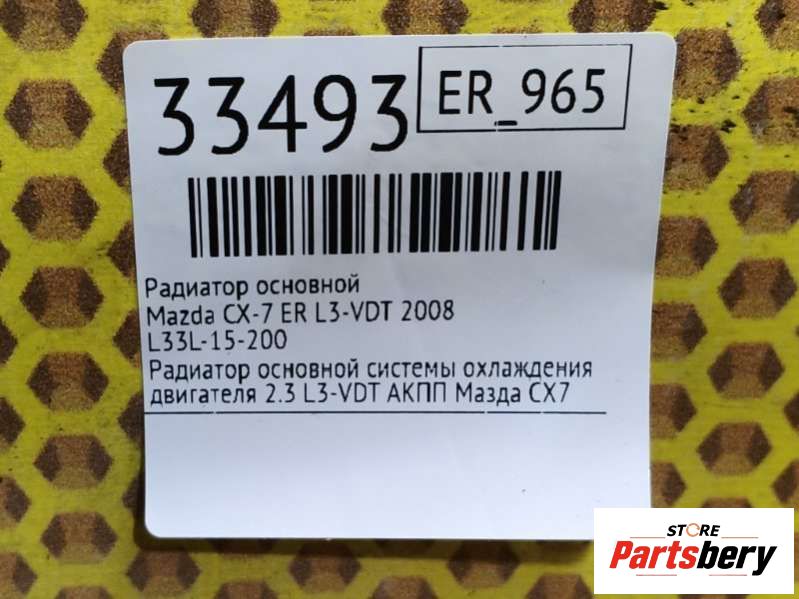 33493
ER_965
Радиатор основной
Mazda CX-7 ER L3-VDT 2008
L33L-15-200
Радиатор основной системы охлаждения
двигателя 2.3 L3-VDT АКПП Мазда СХ7
STORE
Partsbery